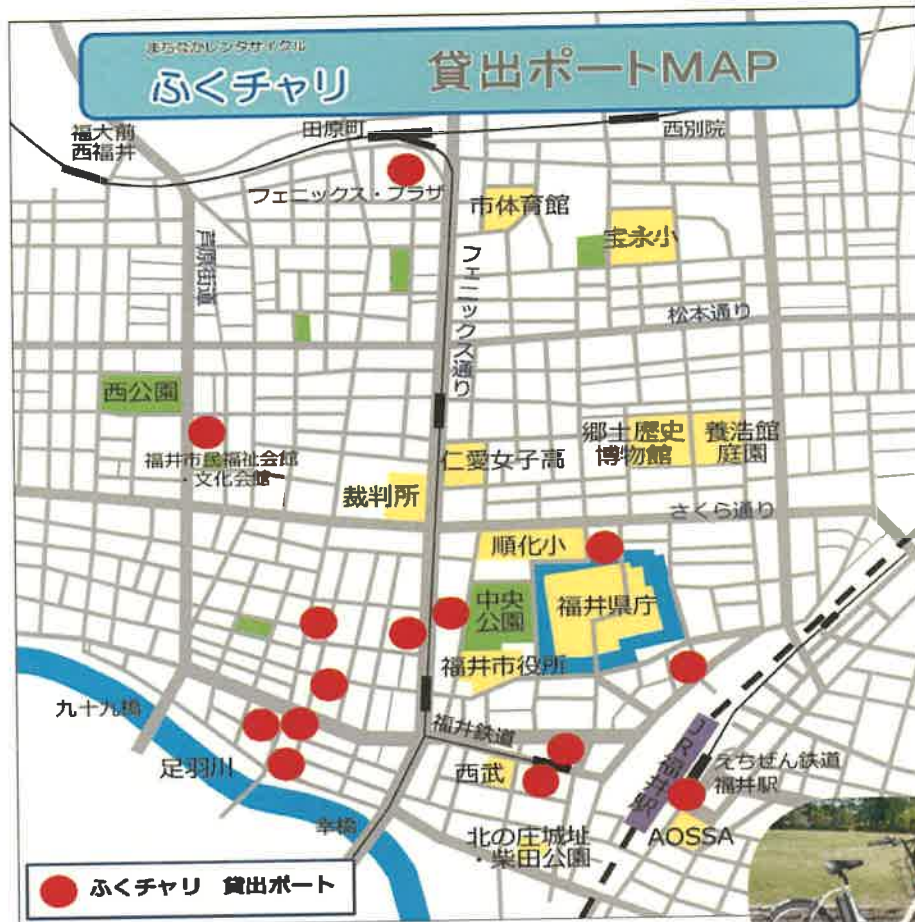 まちなかレンタサイクル
ふくチャリ 貸出ポートMAP
福大前
西福井
田原町
西別院
フェニックス・プラザ
市体育館
宝永小
芦原街道
フェニックス通り
松本通り
西公園
福井市民福祉会館
・文化会館
仁愛女子高
郷土歴史
博物館
養浩館
庭園
裁判所
さくら通り
順化小
中央
公園
福井県庁
福井市役所
九十九橋
足羽川
福井鉄道
西武
JR福井駅
えちぜん鉄道
福井駅
幸橋
北の庄城址
・柴田公園
AOSSA
ふくチャリ 貸出ポート